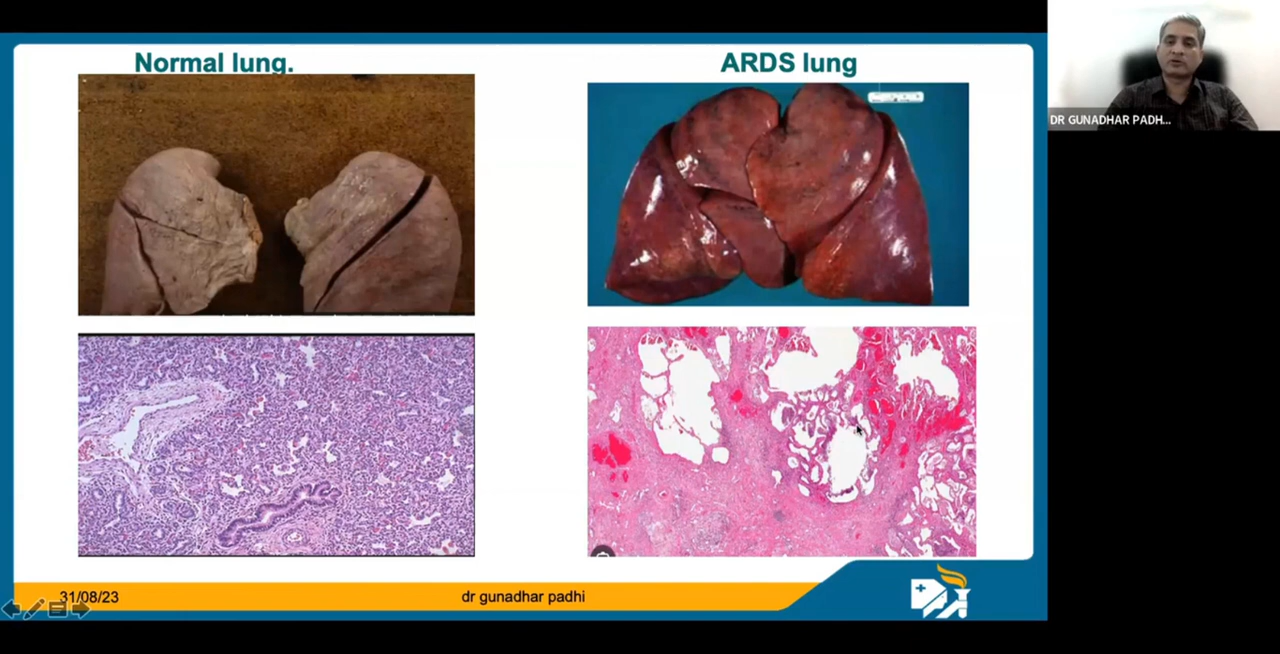 Normal lung.
ARDS lung
DR GUNADHAR PADH...
31/08/23
dr gunadhar padhi